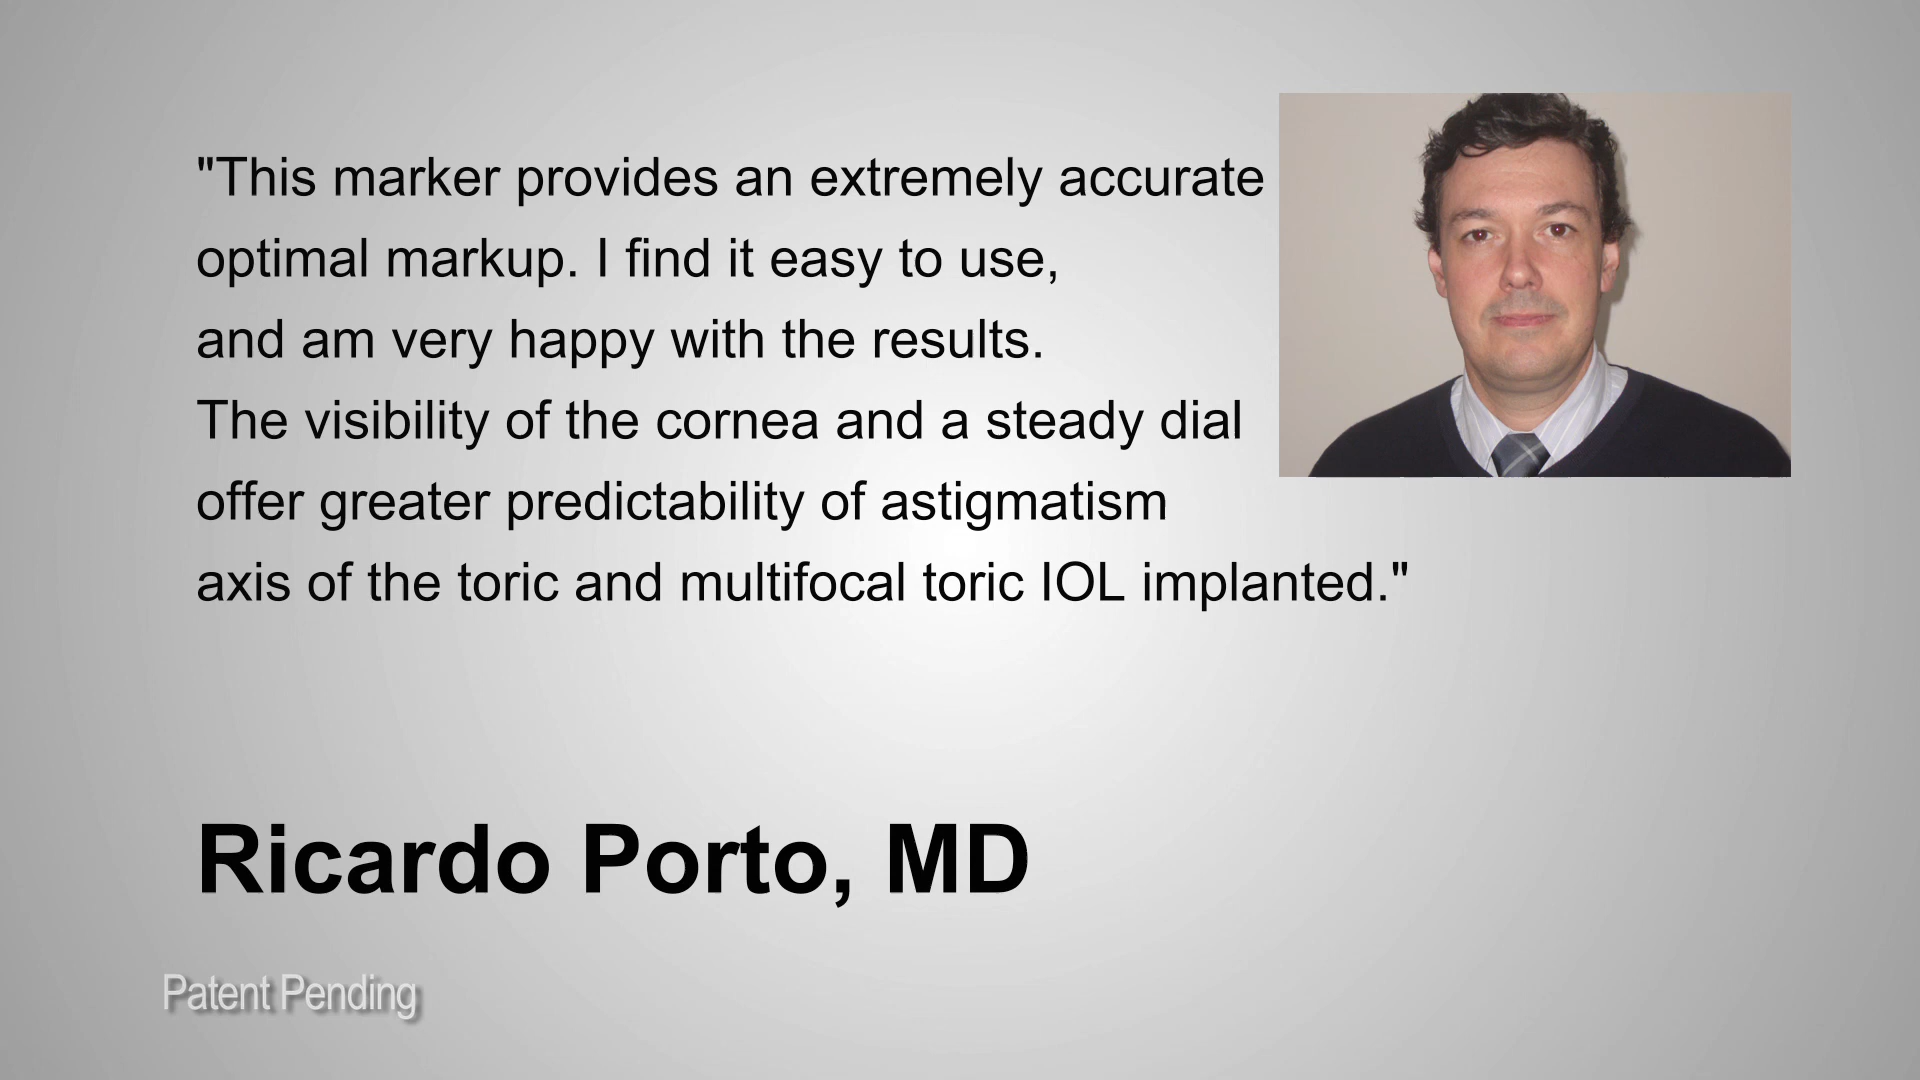 "This marker provides an extremely accurate
optimal markup. I find it easy to use,
and am very happy with the results.
The visibility of the cornea and a steady dial
offer greater predictability of astigmatism
axis of the toric and multifocal toric IOL implanted."
Ricardo Porto, MD
Patent Pending